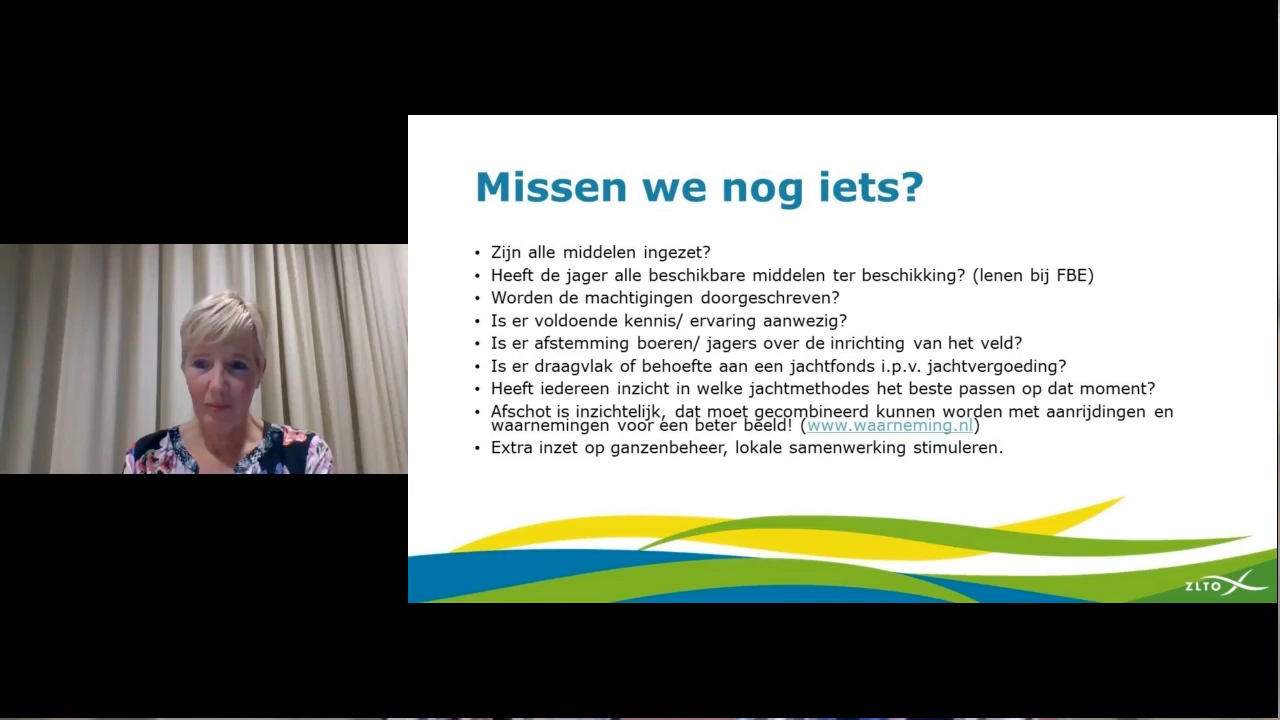 Missen we nog iets?
• Zijn alle middelen ingezet?
• Heeft de jager alle beschikbare middelen ter beschikking? (lenen bij FBE)
• Worden de machtigingen doorgeschreven?
• Is er voldoende kennis/ ervaring aanwezig?
• Is er afstemming boeren/ jagers over de inrichting van het veld?
• Is er draagvlak of behoefte aan een jachtfonds i.p.v. jachtvergoeding?
• Heeft iedereen inzicht in welke jachtmethodes het beste passen op dat moment?
• Afschot is inzichtelijk, dat moet gecombineerd kunnen worden met aanrijdingen en
waarnemingen voor een beter beeld! (www.waarneming.nl)
• Extra inzet op ganzenbeheer, lokale samenwerking stimuleren.
ZLTO